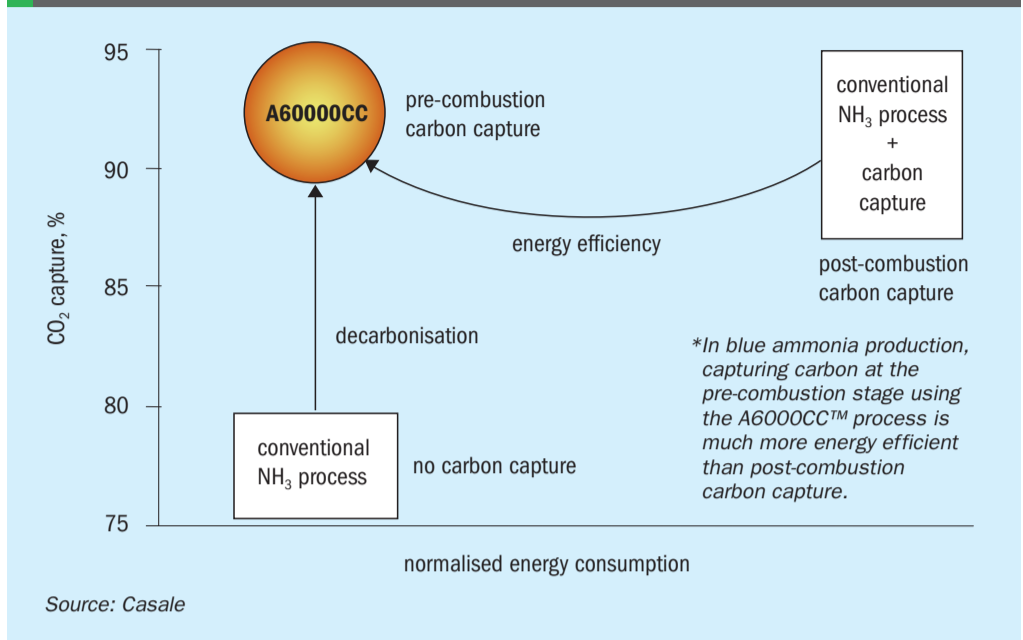 95
90
85
80
75
CO₂ capture, %
A60000CC
pre-combustion
carbon capture
conventional
NH₃ process
+
carbon
capture
post-combustion
carbon capture
energy efficiency
decarbonisation
conventional
NH₃ process
no carbon capture
*In blue ammonia production,
capturing carbon at the
pre-combustion stage using
the A6000CC™ process is
much more energy efficient
than post-combustion
carbon capture.
normalised energy consumption
Source: Casale